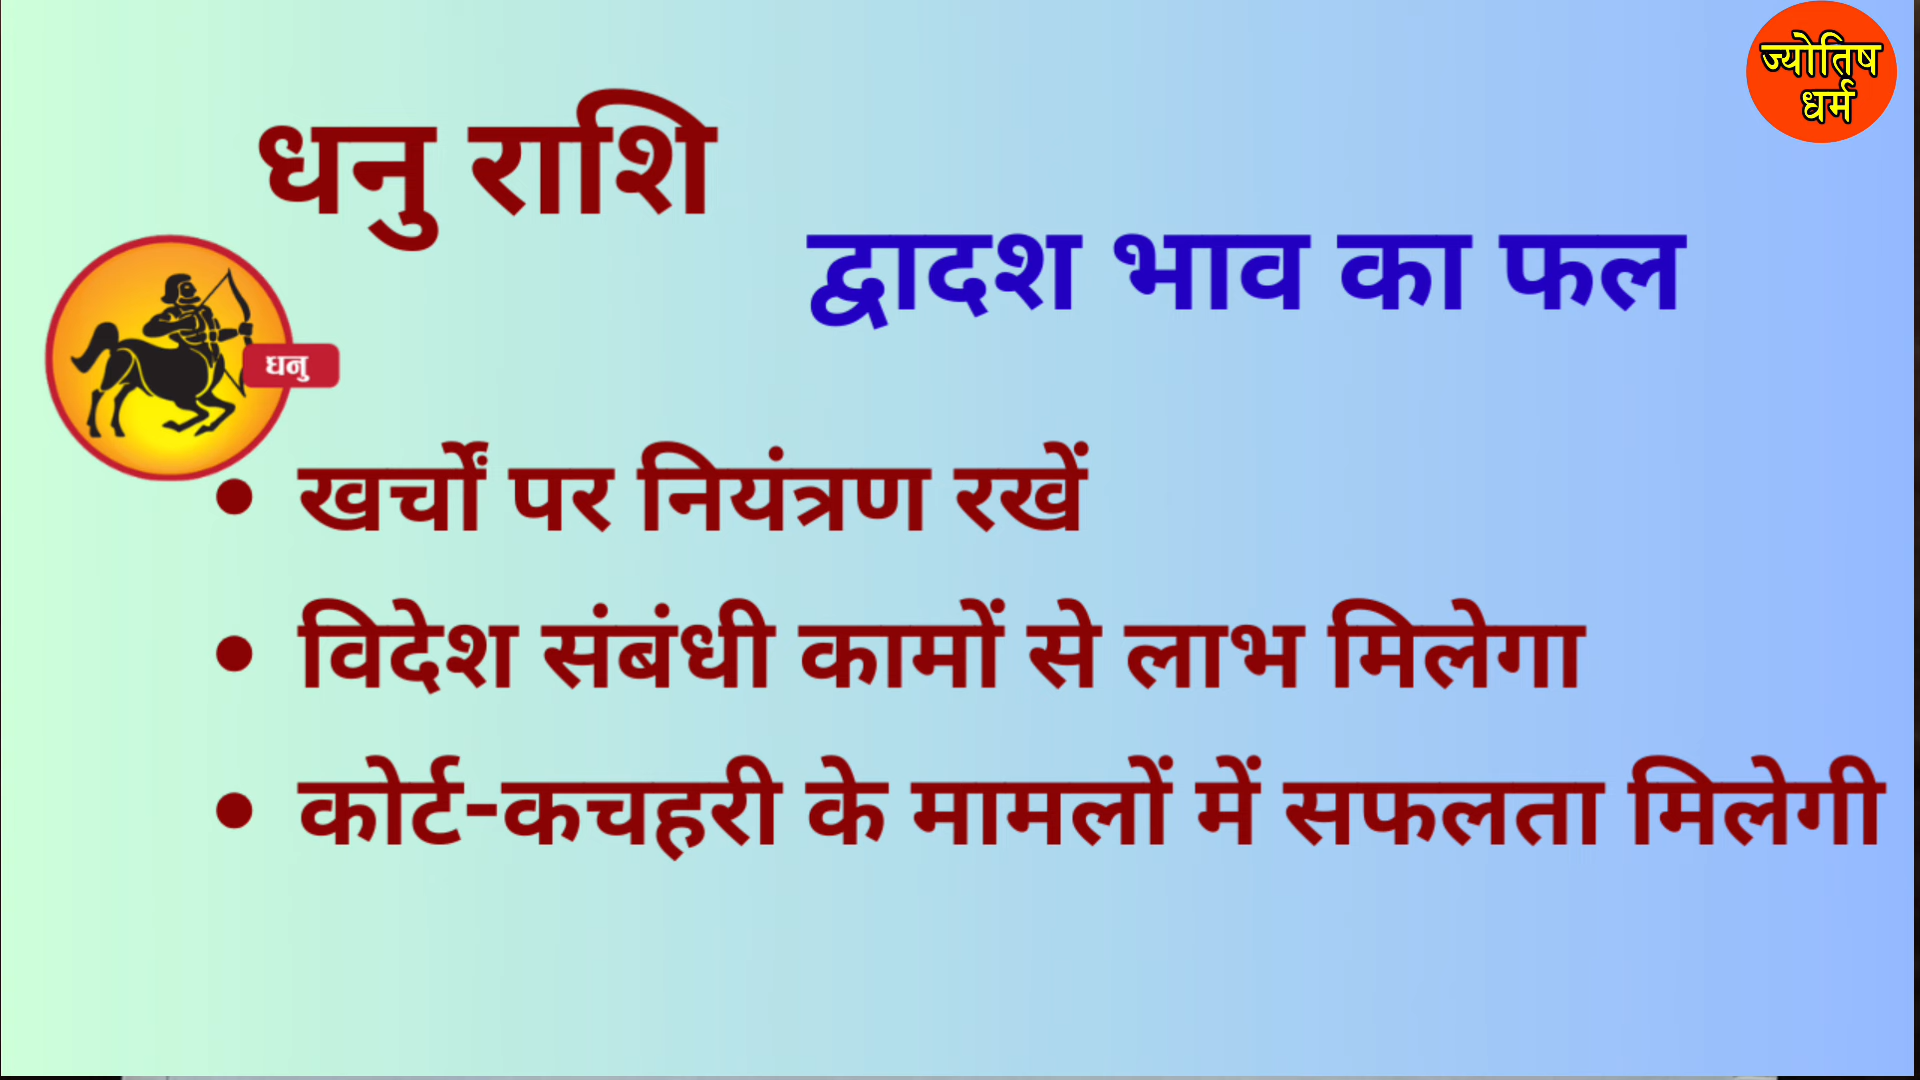 ज्योतिष
धर्म
धनु राशि
द्वादश भाव का फल
धनु
• खर्चों पर नियंत्रण रखें
• विदेश संबंधी कामों से लाभ मिलेगा
• कोर्ट-कचहरी के मामलों में सफलता मिलेगी